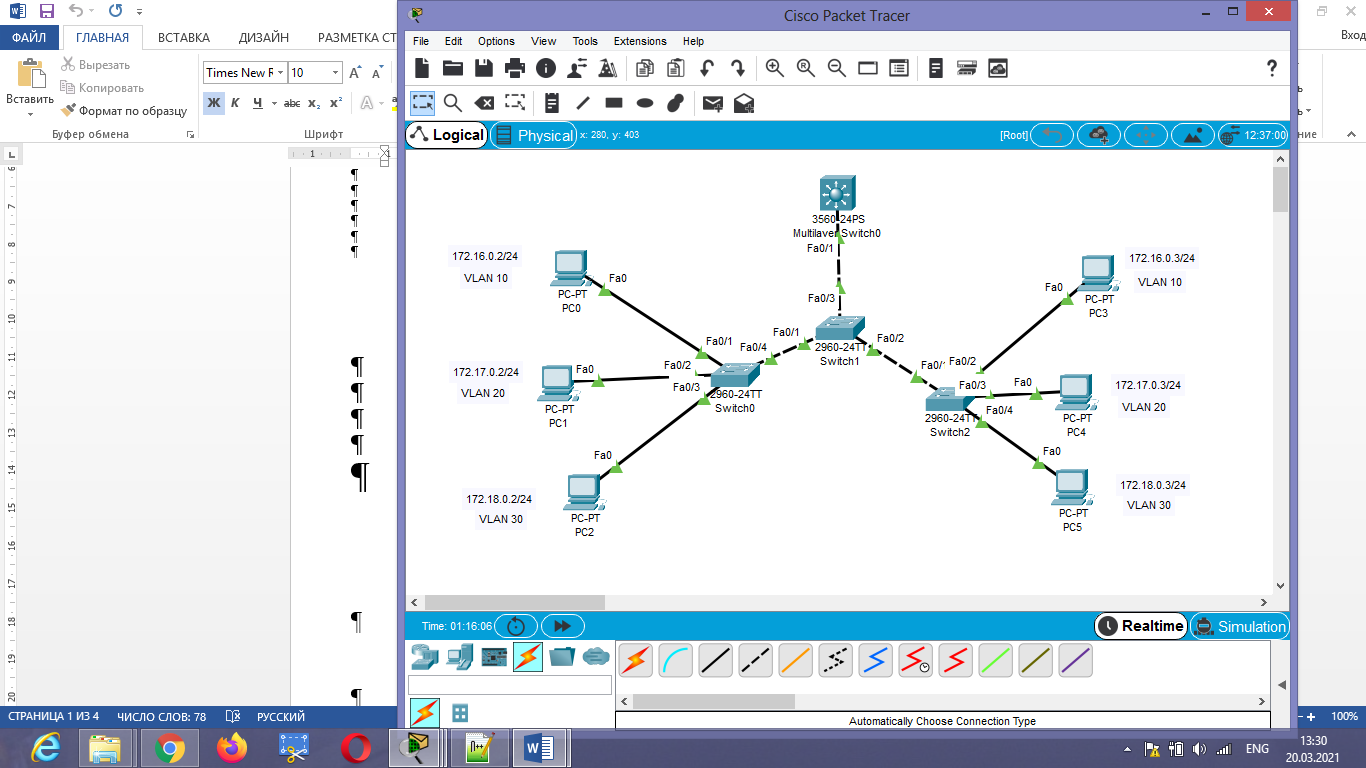 Cisco Packet Tracer
ФАЙЛ ГЛАВНАЯ ВСТАВКА ДИЗАЙН РАЗМЕТКА СТ
Вход
File Edit Options View Tools Extensions Help
Вставить
Вырезать
Копировать
Формат по образцу
Буфер обмена
Times New R 10
Ж К Ч abc x₂ x²
Шрифт
Logical Physical x: 280, y: 403 [Root] 12:37:00
3560-24PS
Multilayer Switch0
Fa0/1
172.16.0.2/24
VLAN 10
Fa0
PC-PT
PC0
172.16.0.3/24
VLAN 10
Fa0
PC-PT
PC3
Fa0/3
2960-24TT
Switch1
Fa0/1
Fa0/2
172.17.0.2/24
VLAN 20
Fa0
PC-PT
PC1
Fa0/1
Fa0/4
Fa0/2
Fa0/3
2960-24TT
Switch0
Fa0/2
Fa0/3
Fa0/4
2960-24TT
Switch2
Fa0
PC-PT
PC4
172.17.0.3/24
VLAN 20
172.18.0.2/24
VLAN 30
Fa0
PC-PT
PC2
Fa0
PC-PT
PC5
172.18.0.3/24
VLAN 30
Time: 01:16:06
Realtime Simulation
Automatically Choose Connection Type
СТРАНИЦА 1 ИЗ 4 ЧИСЛО СЛОВ: 78 РУССКИЙ
100%
ENG
13:30
20.03.2021